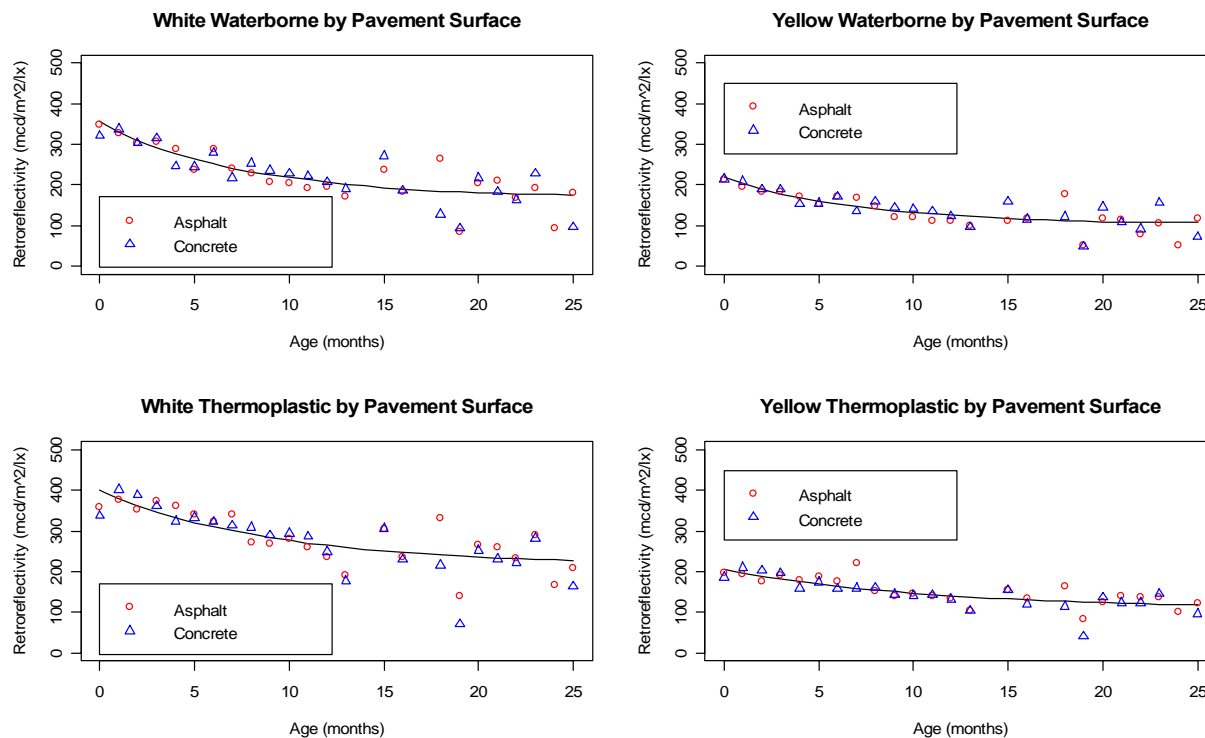 White Waterborne by Pavement Surface
Retroreflectivity (mcd/m^2/lx)
500
400
300
200
100
0
Asphalt
Concrete
0 5 10 15 20 25
Age (months)
Yellow Waterborne by Pavement Surface
Retroreflectivity (mcd/m^2/lx)
500
400
300
200
100
0
Asphalt
Concrete
0 5 10 15 20 25
Age (months)
White Thermoplastic by Pavement Surface
Retroreflectivity (mcd/m^2/lx)
500
400
300
200
100
0
Asphalt
Concrete
0 5 10 15 20 25
Age (months)
Yellow Thermoplastic by Pavement Surface
Retroreflectivity (mcd/m^2/lx)
500
400
300
200
100
0
Asphalt
Concrete
0 5 10 15 20 25
Age (months)